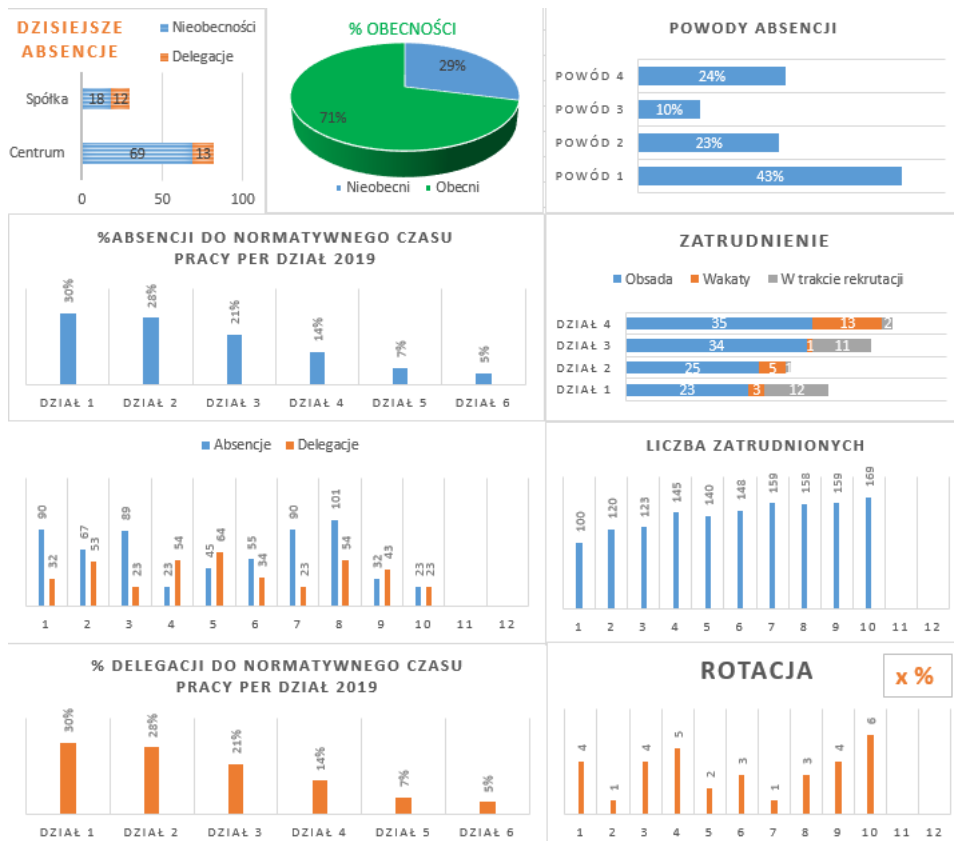 DZISIEJSZE
ABSENCJE
Nieobecności
Delegacje
Spółka
18 12
Centrum
69 13
0 50 100
% OBECNOŚCI
29%
71%
Nieobecni Obecni
POWODY ABSENCJI
POWÓD 4 24%
POWÓD 3 10%
POWÓD 2 23%
POWÓD 1 43%
%ABSENCJI DO NORMATYWNEGO CZASU
PRACY PER DZIAŁ 2019
30% 28% 21% 14% 7% 5%
DZIAŁ 1 DZIAŁ 2 DZIAŁ 3 DZIAŁ 4 DZIAŁ 5 DZIAŁ 6
ZATRUDNIENIE
Obsada Wakaty W trakcie rekrutacji
DZIAŁ 4 35 13 2
DZIAŁ 3 34 1 11
DZIAŁ 2 25 5 1
DZIAŁ 1 23 3 12
Absencje Delegacje
90 32 67 53 89 23 23 54 45 64 55 34 90 23 101 54 32 43 23 23
1 2 3 4 5 6 7 8 9 10 11 12
LICZBA ZATRUDNIONYCH
100 120 123 145 140 148 159 158 159 169
1 2 3 4 5 6 7 8 9 10 11 12
% DELEGACJI DO NORMATYWNEGO CZASU
PRACY PER DZIAŁ 2019
30% 28% 21% 14% 7% 5%
DZIAŁ 1 DZIAŁ 2 DZIAŁ 3 DZIAŁ 4 DZIAŁ 5 DZIAŁ 6
ROTACJA
x %
4 1 4 5 2 3 1 3 4 6
1 2 3 4 5 6 7 8 9 10 11 12